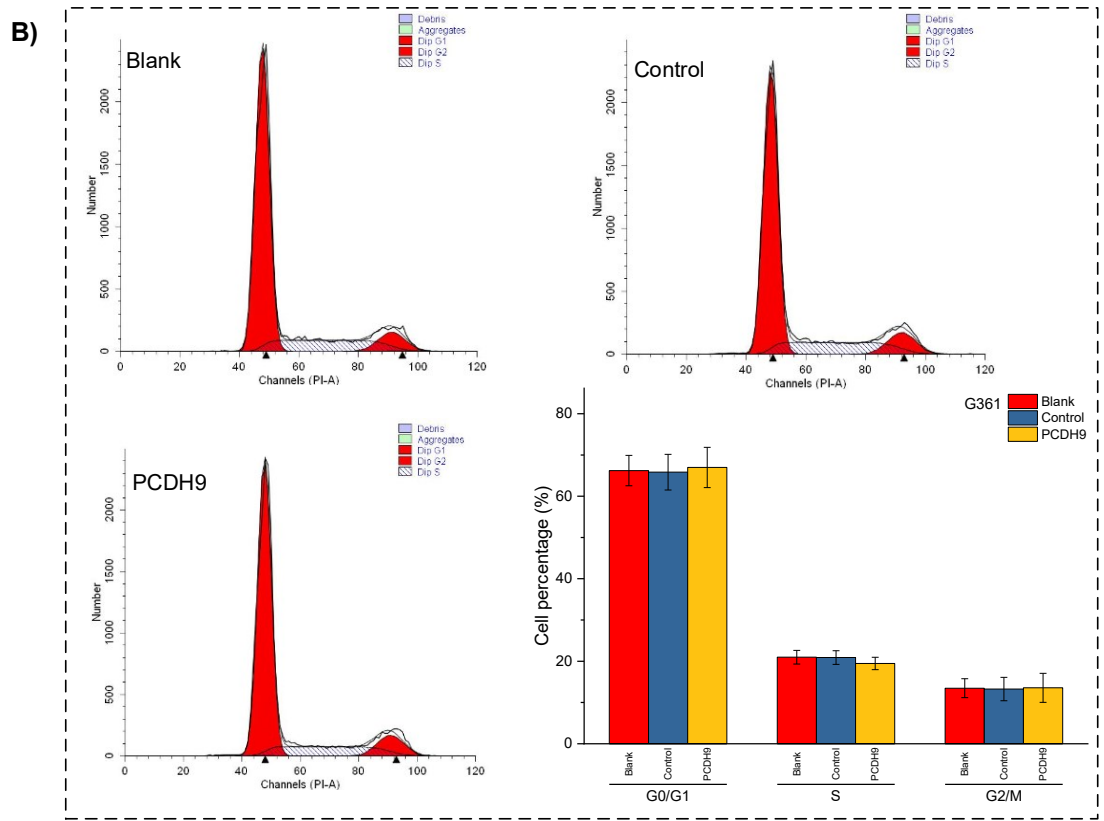 B)
Blank
Debris
Aggregates
Dip G1
Dip G2
Dip S
Number
0
500
1000
1500
2000
0 20 40 60 80 100 120
Channels (PI-A)
Control
Debris
Aggregates
Dip G1
Dip G2
Dip S
Number
0
500
1000
1500
2000
0 20 40 60 80 100 120
Channels (PI-A)
PCDH9
Debris
Aggregates
Dip G1
Dip G2
Dip S
Number
0
500
1000
1500
2000
0 20 40 60 80 100 120
Channels (PI-A)
G361
Blank
Control
PCDH9
Cell percentage (%)
80
60
40
20
0
Blank Control PCDH9 Blank Control PCDH9 Blank Control PCDH9
G0/G1 S G2/M